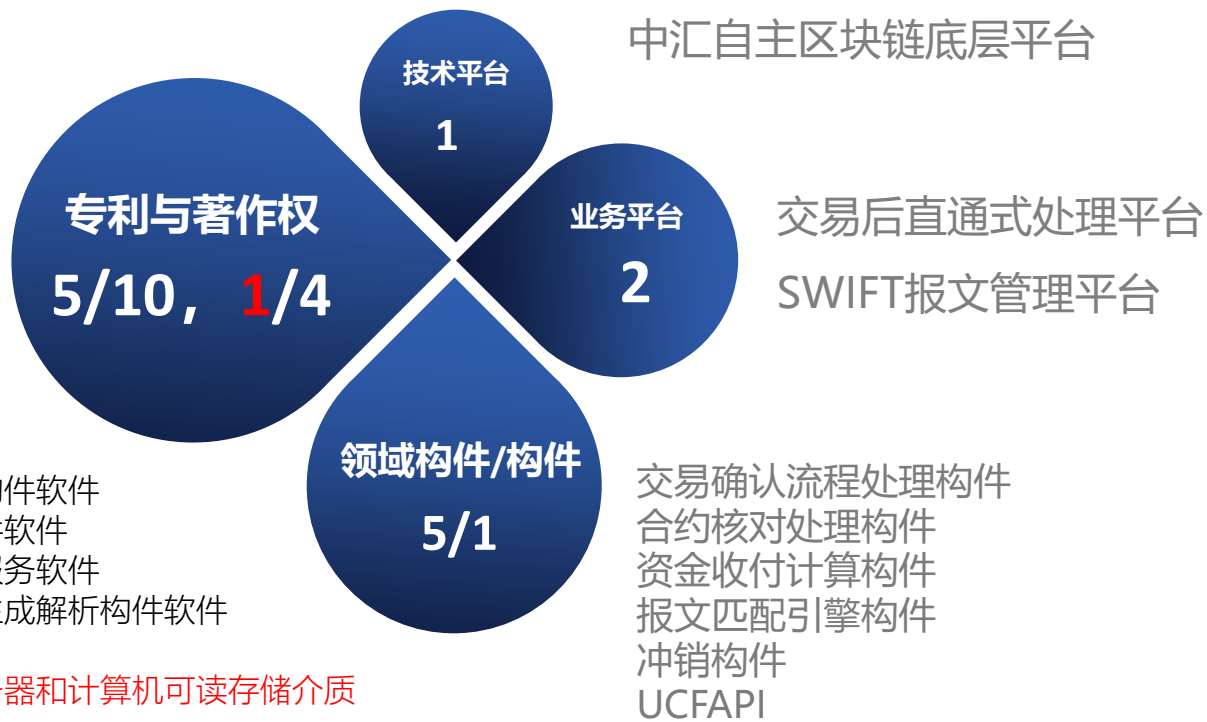 技术平台
1
中汇自主区块链底层平台
专利与著作权
5/10，1/4
业务平台
2
交易后直通式处理平台
SWIFT报文管理平台
领域构件/构件
5/1
交易确认流程处理构件
合约核对处理构件
资金收付计算构件
报文匹配引擎构件
冲销构件
UCFAPI
构件软件
件软件
服务软件
生成解析构件软件
器和计算机可读存储介质